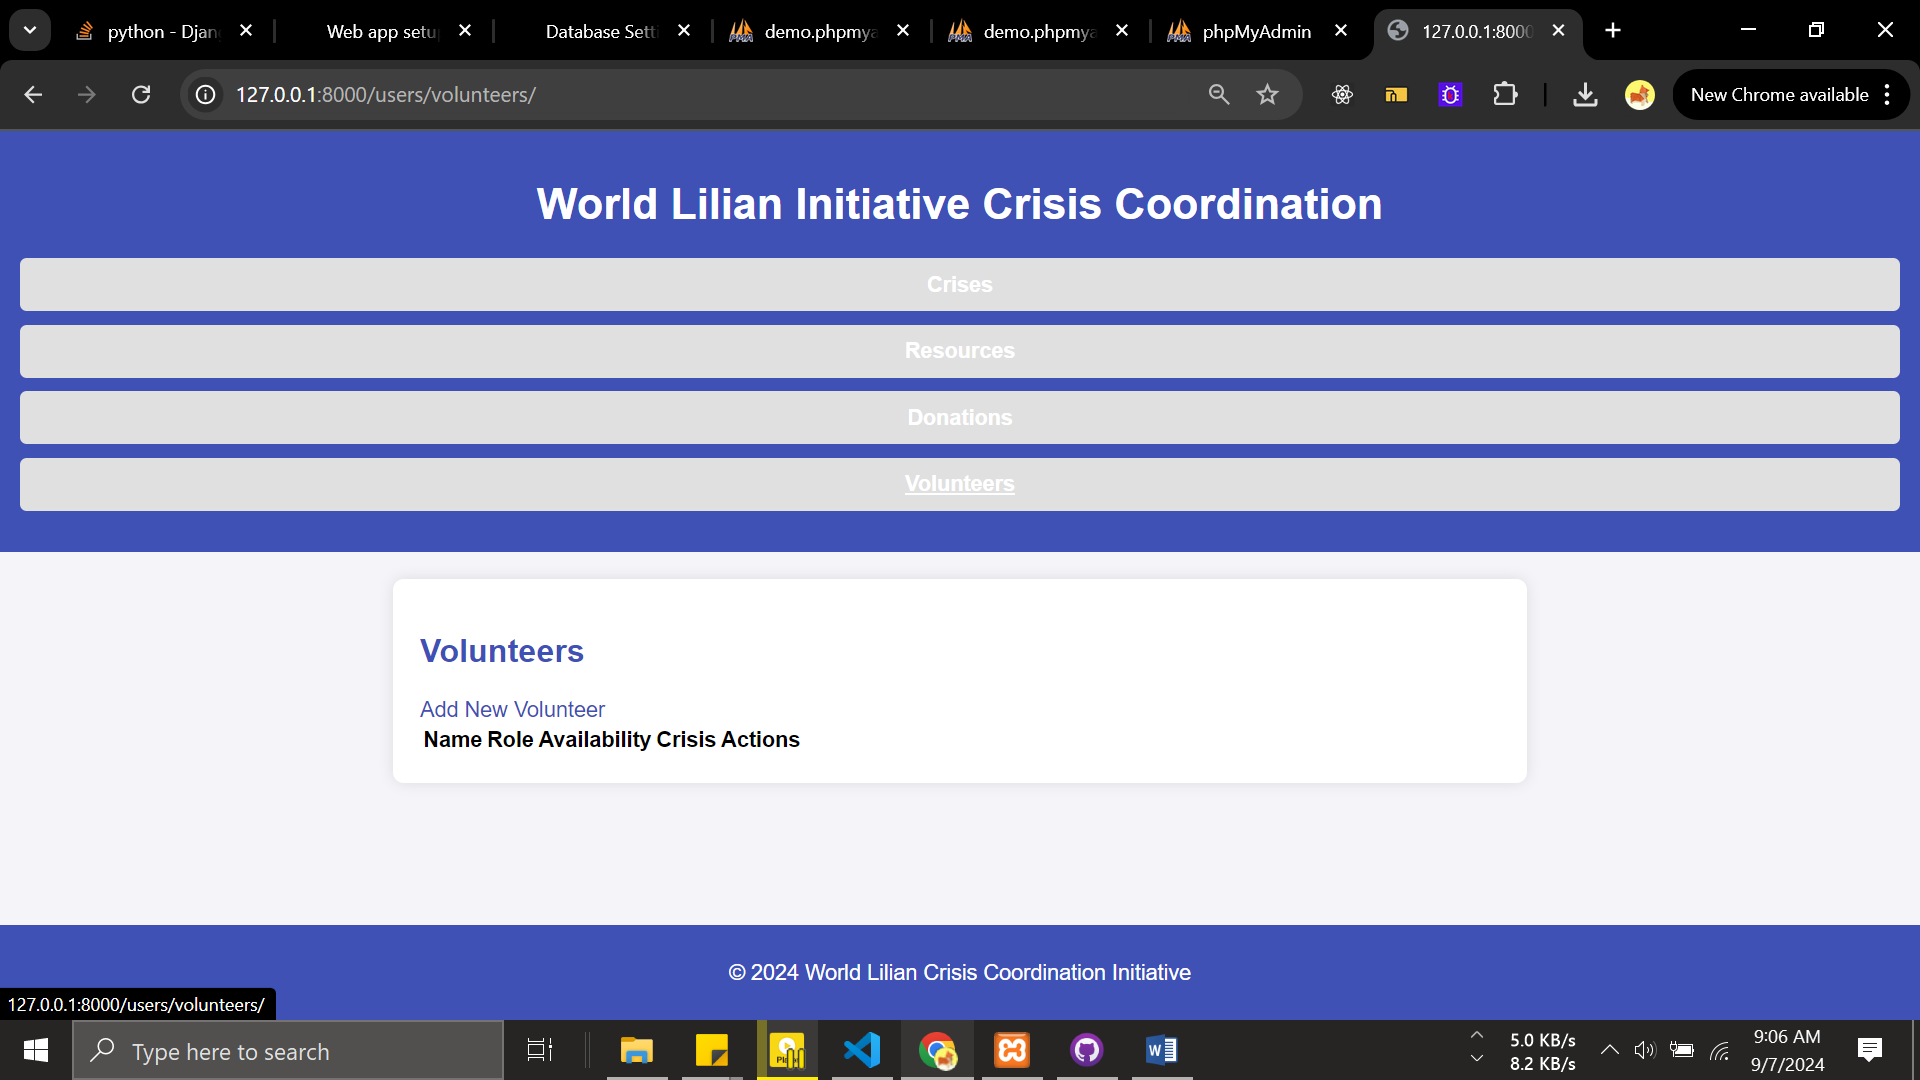 python - Djan
Web app setu
Database Setti
demo.phpmya
demo.phpmya
phpMyAdmin
127.0.0.1:8000
127.0.0.1:8000/users/volunteers/
New Chrome available
World Lilian Initiative Crisis Coordination
Crises
Resources
Donations
Volunteers
Volunteers
Add New Volunteer
Name Role Availability Crisis Actions
© 2024 World Lilian Crisis Coordination Initiative
127.0.0.1:8000/users/volunteers/
Type here to search
5.0 KB/s
8.2 KB/s
9:06 AM
9/7/2024